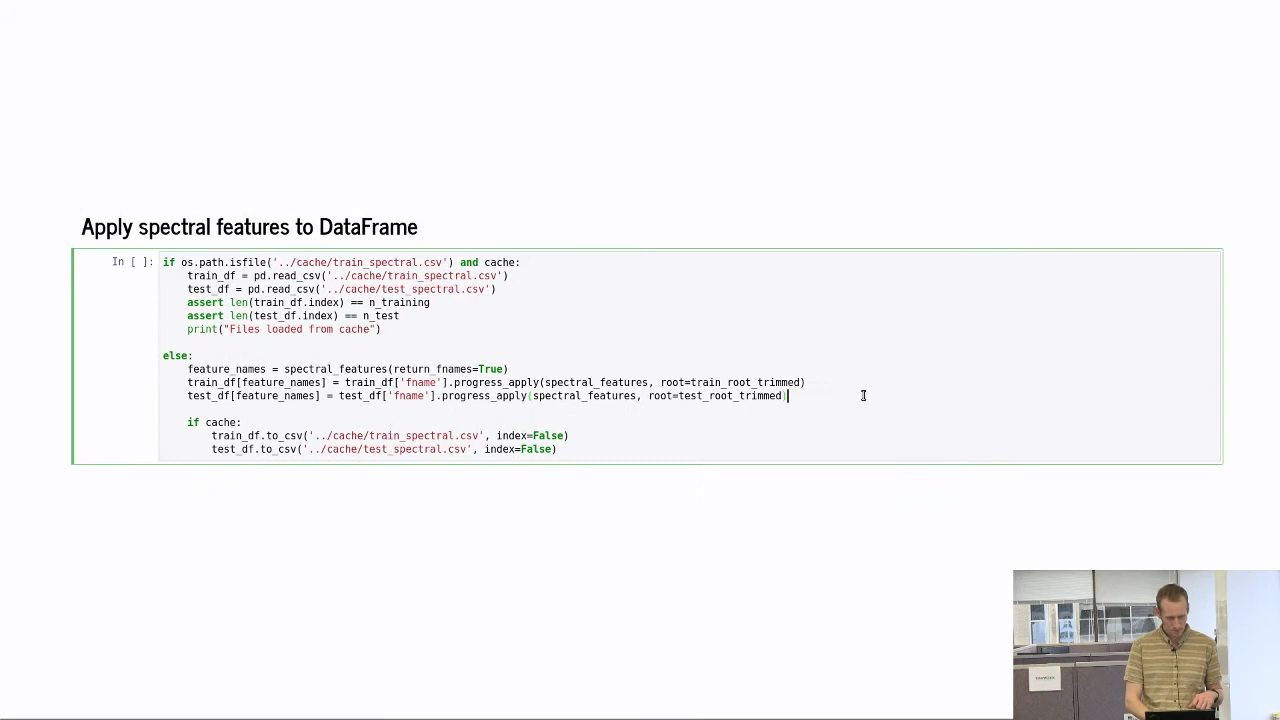 Apply spectral features to DataFrame
In [ ]: if os.path.isfile('../cache/train_spectral.csv') and cache:
train_df = pd.read_csv('../cache/train_spectral.csv')
test_df = pd.read_csv('../cache/test_spectral.csv')
assert len(train_df.index) == n_training
assert len(test_df.index) == n_test
print("Files loaded from cache")
else:
feature_names = spectral_features(return_fnames=True)
train_df[feature_names] = train_df['fname'].progress_apply(spectral_features, root=train_root_trimmed)
test_df[feature_names] = test_df['fname'].progress_apply(spectral_features, root=test_root_trimmed)
if cache:
train_df.to_csv('../cache/train_spectral.csv', index=False)
test_df.to_csv('../cache/test_spectral.csv', index=False)